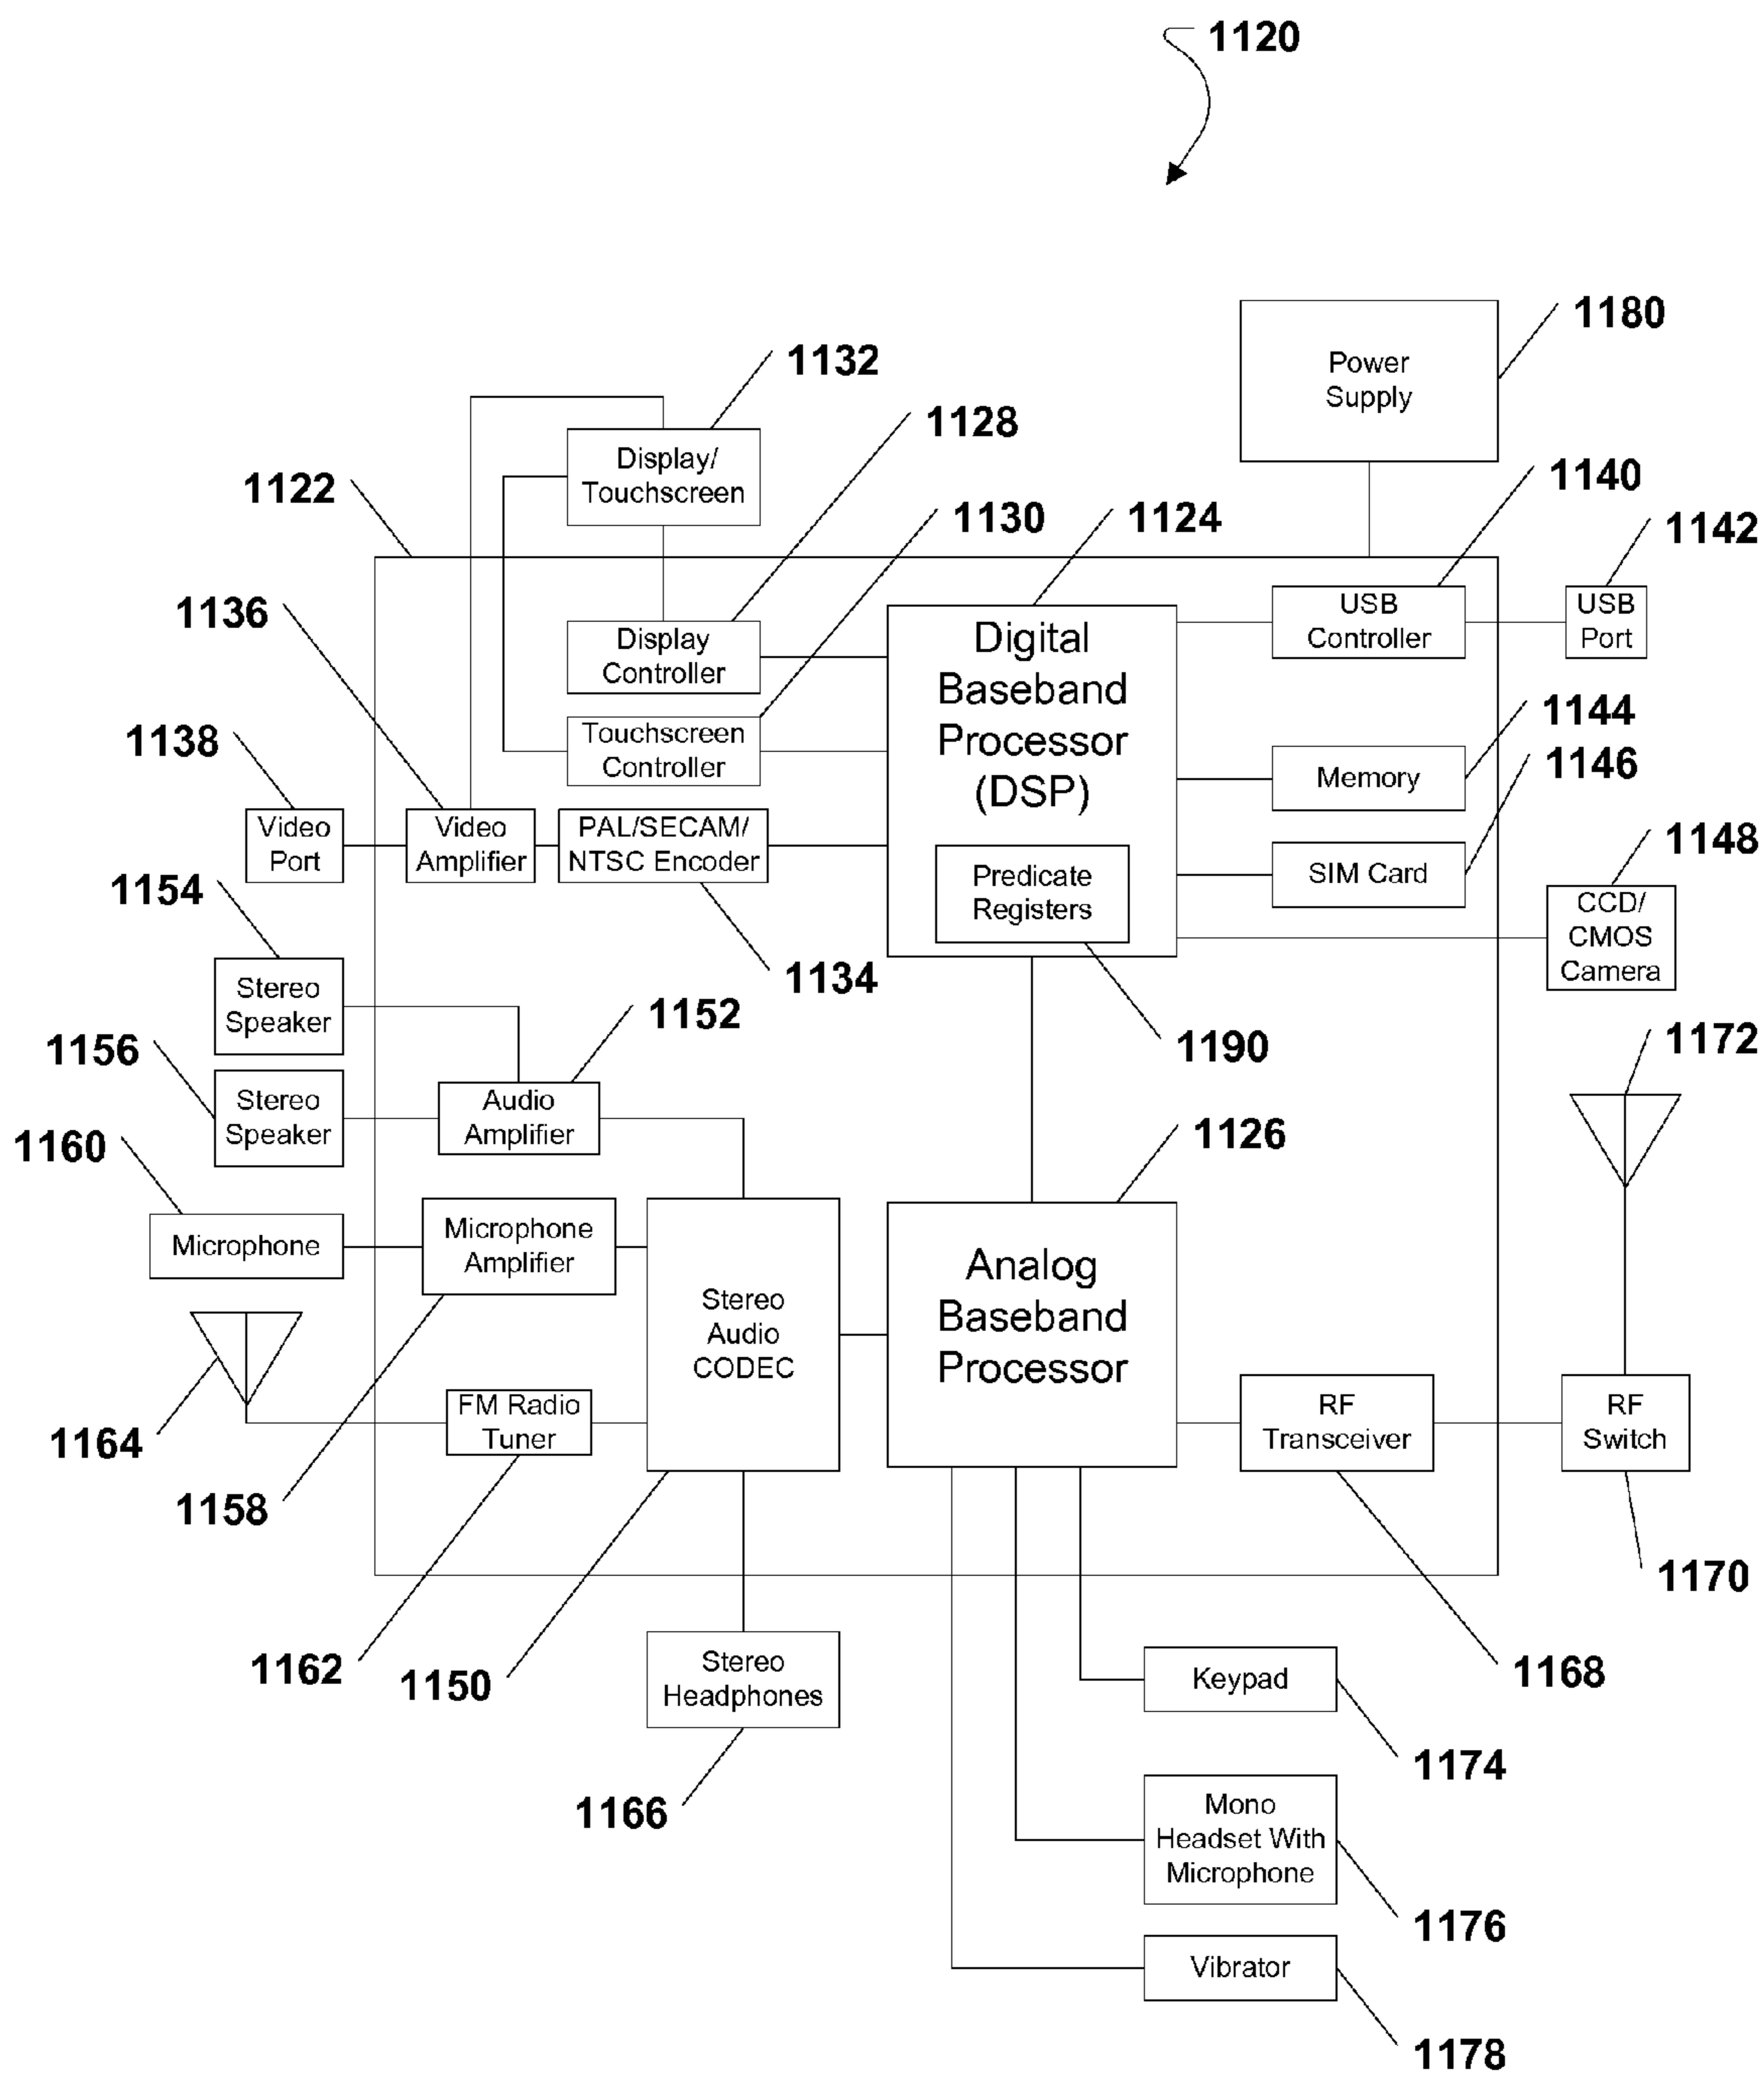 1120
1180
Power
Supply
1132
1128
Display/
Touchscreen
1140
1122
1130
1124
1142
1136
USB
Controller
USB
Port
Display
Controller
Digital
Baseband
Processor
(DSP)
1144
1138
Touchscreen
Controller
1146
Memory
Video
Port
Video
Amplifier
PAL/SECAM/
NTSC Encoder
1148
SIM Card
Predicate
Registers
1154
CCD/
CMOS
Camera
1134
Stereo
Speaker
1152
1156
1190
1172
Stereo
Speaker
Audio
Amplifier
1160
1126
Microphone
Microphone
Amplifier
Stereo
Audio
CODEC
Analog
Baseband
Processor
FM Radio
Tuner
RF
Transceiver
RF
Switch
1164
1158
1170
1162
1150
Stereo
Headphones
Keypad
1168
1166
1174
Mono
Headset With
Microphone
1176
Vibrator
1178